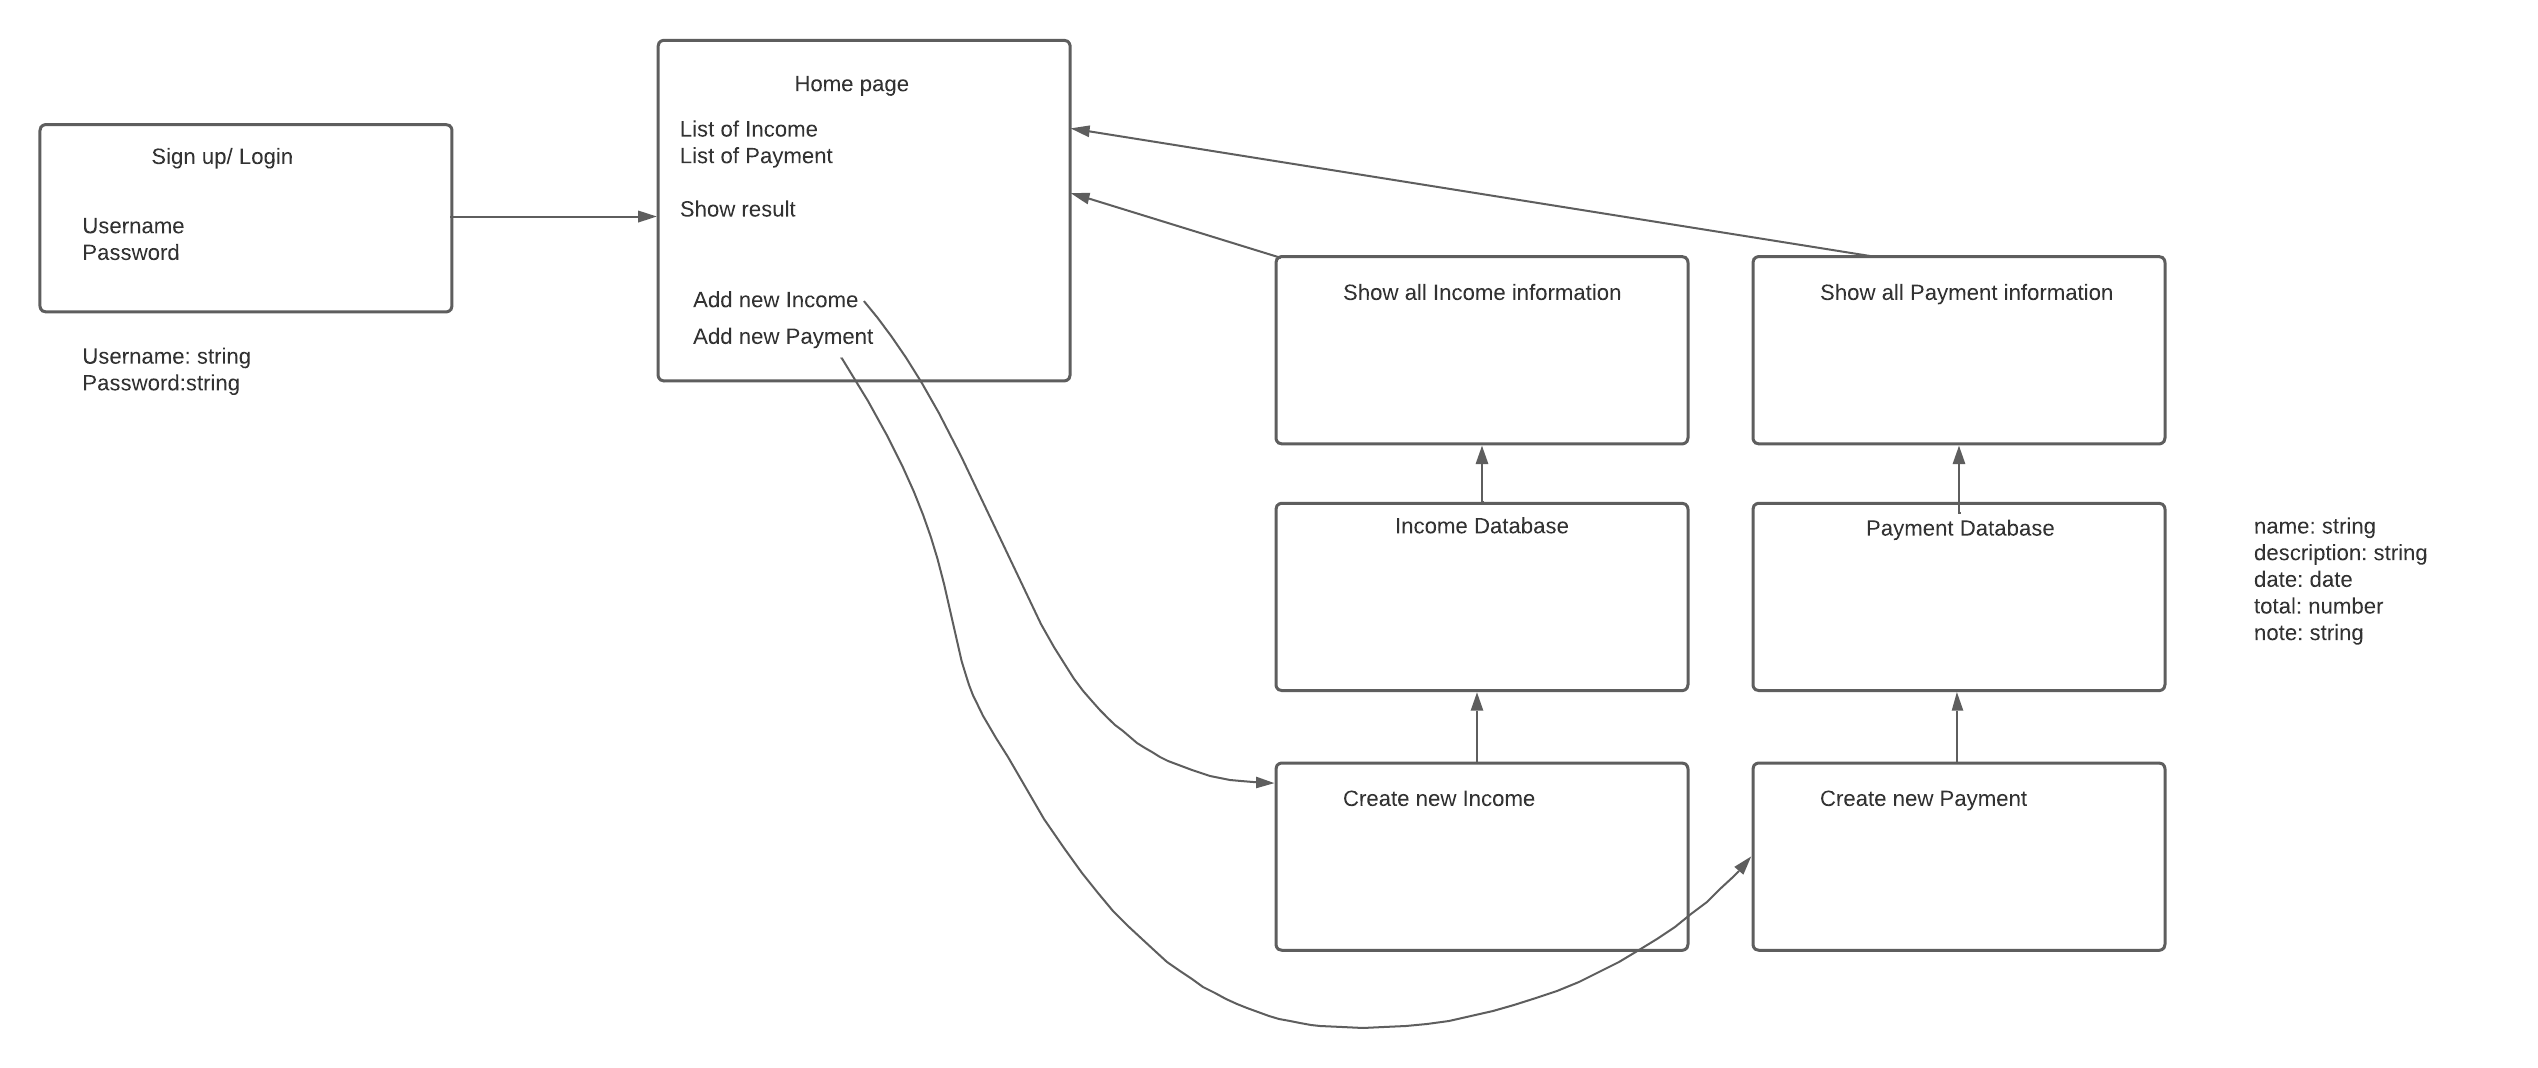 Sign up/ Login
Username
Password
Username: string
Password:string
Home page
List of Income
List of Payment
Show result
Add new Income
Add new Payment
Show all Income information
Show all Payment information
Income Database
Payment Database
name: string
description: string
date: date
total: number
note: string
Create new Income
Create new Payment